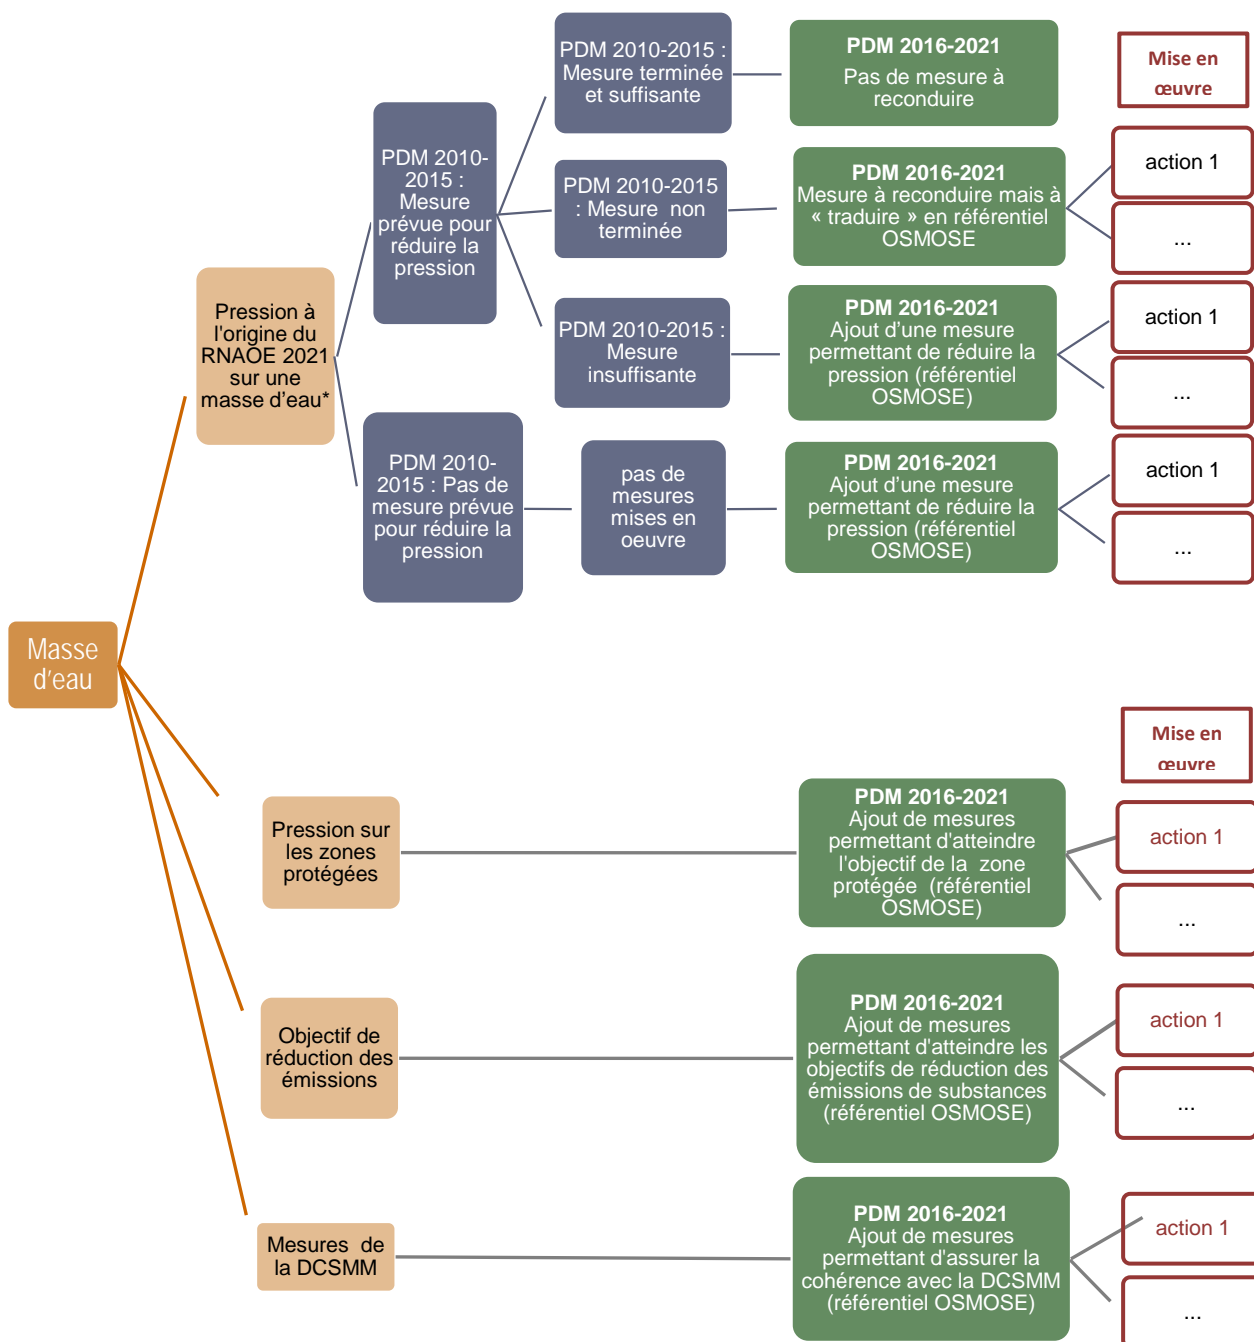 PDM 2010-2015 :
Mesure terminée
et suffisante
PDM 2016-2021
Pas de mesure à
reconduire
Mise en
œuvre
PDM 2010-
2015 :
Mesure
prévue pour
réduire la
pression
PDM 2010-2015
: Mesure non
terminée
PDM 2016-2021
Mesure à reconduire mais à
« traduire » en référentiel
OSMOSE
action 1
...
Pression à
l'origine du
RNAOE 2021
sur une
masse d'eau*
PDM 2010-2015 :
Mesure
insuffisante
PDM 2016-2021
Ajout d'une mesure
permettant de réduire la
pression (référentiel
OSMOSE)
action 1
...
PDM 2010-
2015 : Pas de
mesure prévue
pour réduire la
pression
pas de
mesures
mises en
oeuvre
PDM 2016-2021
Ajout d'une mesure
permettant de réduire la
pression (référentiel
OSMOSE)
action 1
...
Masse
d'eau
Mise en
œuvre
Pression sur
les zones
protégées
PDM 2016-2021
Ajout de mesures
permettant d'atteindre
l'objectif de la zone
protégée (référentiel
OSMOSE)
action 1
...
Objectif de
réduction des
émissions
PDM 2016-2021
Ajout de mesures
permettant d'atteindre les
objectifs de réduction des
émissions de substances
(référentiel OSMOSE)
action 1
...
Mesures de
la DCSMM
PDM 2016-2021
Ajout de mesures
permettant d'assurer la
cohérence avec la DCSMM
(référentiel OSMOSE)
action 1
...